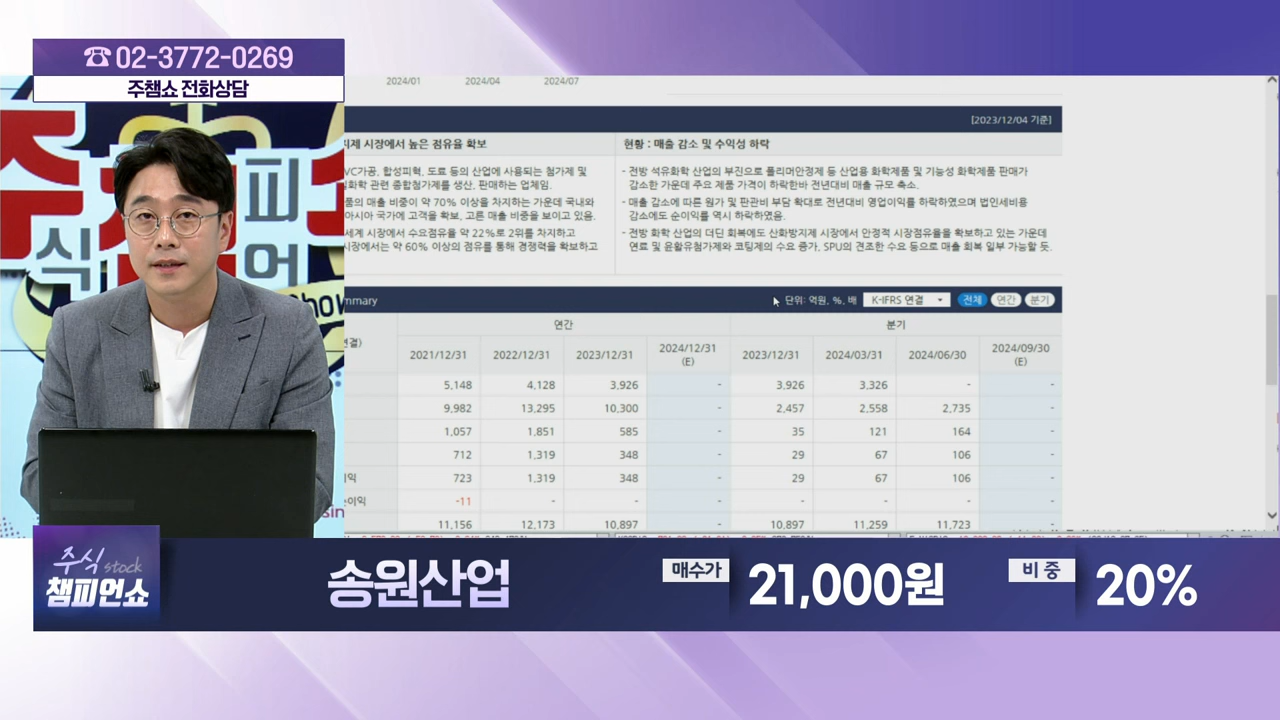 ☎02-3772-0269
주챔쇼 전화상담
2024/01 2024/04 2024/07
[2023/12/04 기준]
지제 시장에서 높은 점유율 확보
현황 : 매출 감소 및 수익성 하락
VC가공, 합성피혁, 도료 등의 산업에 사용되는 첨가제 및
화학 관련 종합첨가제를 생산, 판매하는 업체임.
품의 매출 비중이 약 70% 이상을 차지하는 가운데 국내와
아시아 국가에 고객을 확보, 고른 매출 비중을 보이고 있음.
세계 시장에서 수요점유율 약 22%로 2위를 차지하고
시장에서는 약 60% 이상의 점유를 통해 경쟁력을 확보하고
- 전방 석유화학 산업의 부진으로 폴리머안정제 등 산업용 화학제품 및 기능성 화학제품 판매가
감소한 가운데 주요 제품 가격이 하락한바 전년대비 매출 규모 축소.
- 매출 감소에 따른 원가 및 판관비 부담 확대로 전년대비 영업이익률 하락하였으며 법인세비용
감소에도 순이익률 역시 하락하였음.
- 전방 화학 산업의 더딘 회복에도 산화방지제 시장에서 안정적 시장점유율을 확보하고 있는 가운데
연료 및 윤활유첨가제와 코팅제의 수요 증가, SPU의 견조한 수요 등으로 매출 회복 일부 가능할 듯.
mmary
단위: 억원, %, 배 K-IFRS 연결 전체 연간 분기
연결)
연간 분기
2021/12/31 2022/12/31 2023/12/31 2024/12/31 (E) 2023/12/31 2024/03/31 2024/06/30 2024/09/30 (E)
5,148 4,128 3,926 - 3,926 3,326 - -
9,982 13,295 10,300 - 2,457 2,558 2,735 -
1,057 1,851 585 - 35 121 164 -
712 1,319 348 - 29 67 106 -
익 723 1,319 348 - 29 67 106 -
이익 -11 - - - - - - -
11,156 12,173 10,897 - 10,897 11,259 11,723 -
주식 stock
챔피언쇼
송원산업
매수가
21,000원
비 중
20%